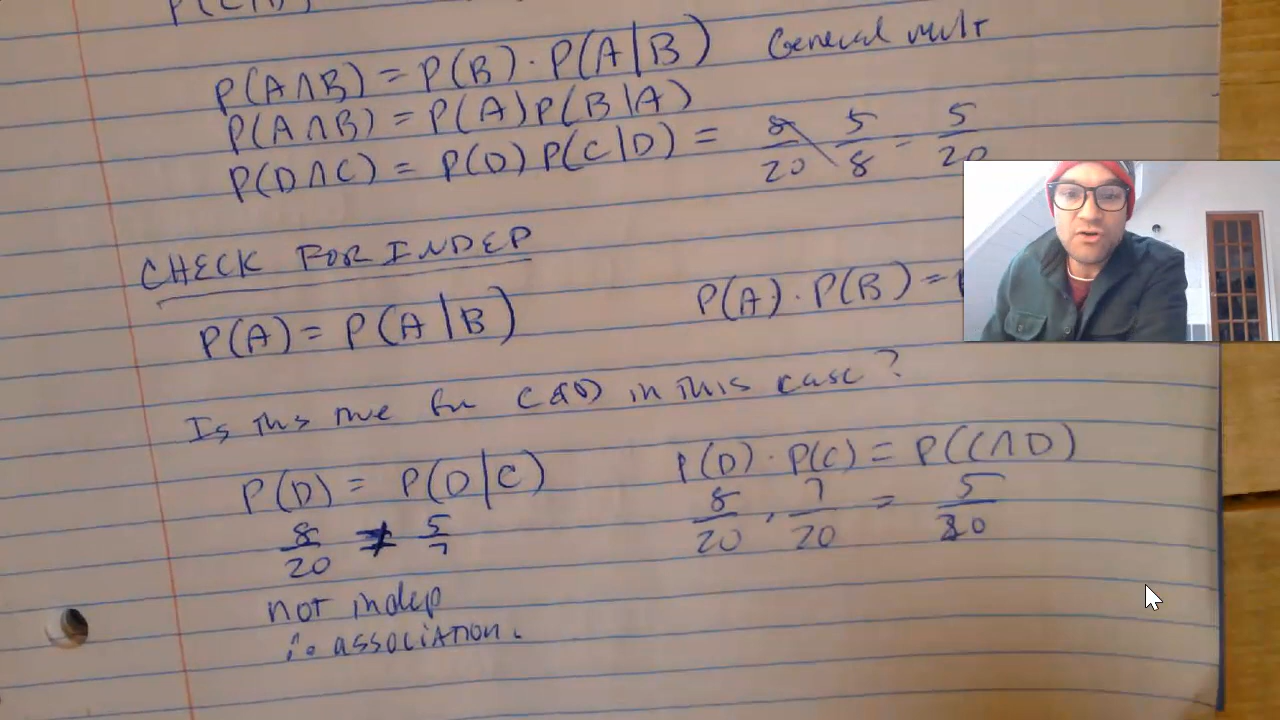 P(A∩B) = P(B) · P(A|B) General mult
P(A∩B) = P(A)P(B|A)
P(D∩C) = P(D) P(C|D) = 8/20 5/8 = 5/20
CHECK FOR INDEP
P(A) = P(A|B) P(A) · P(B) =
Is this true for C & D in this case?
P(D) = P(D|C) P(D) · P(C) = P(C∩D)
8/20 ≠ 5/7 8/20 · 7/20 = 5/20
not indep
∴ association.